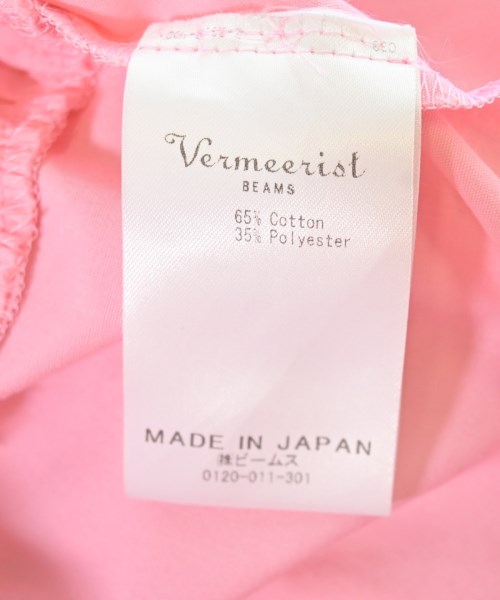 Vermeerist
BEAMS
65% Cotton
35% Polyester
MADE IN JAPAN
㈱ビームス
0120-011-301